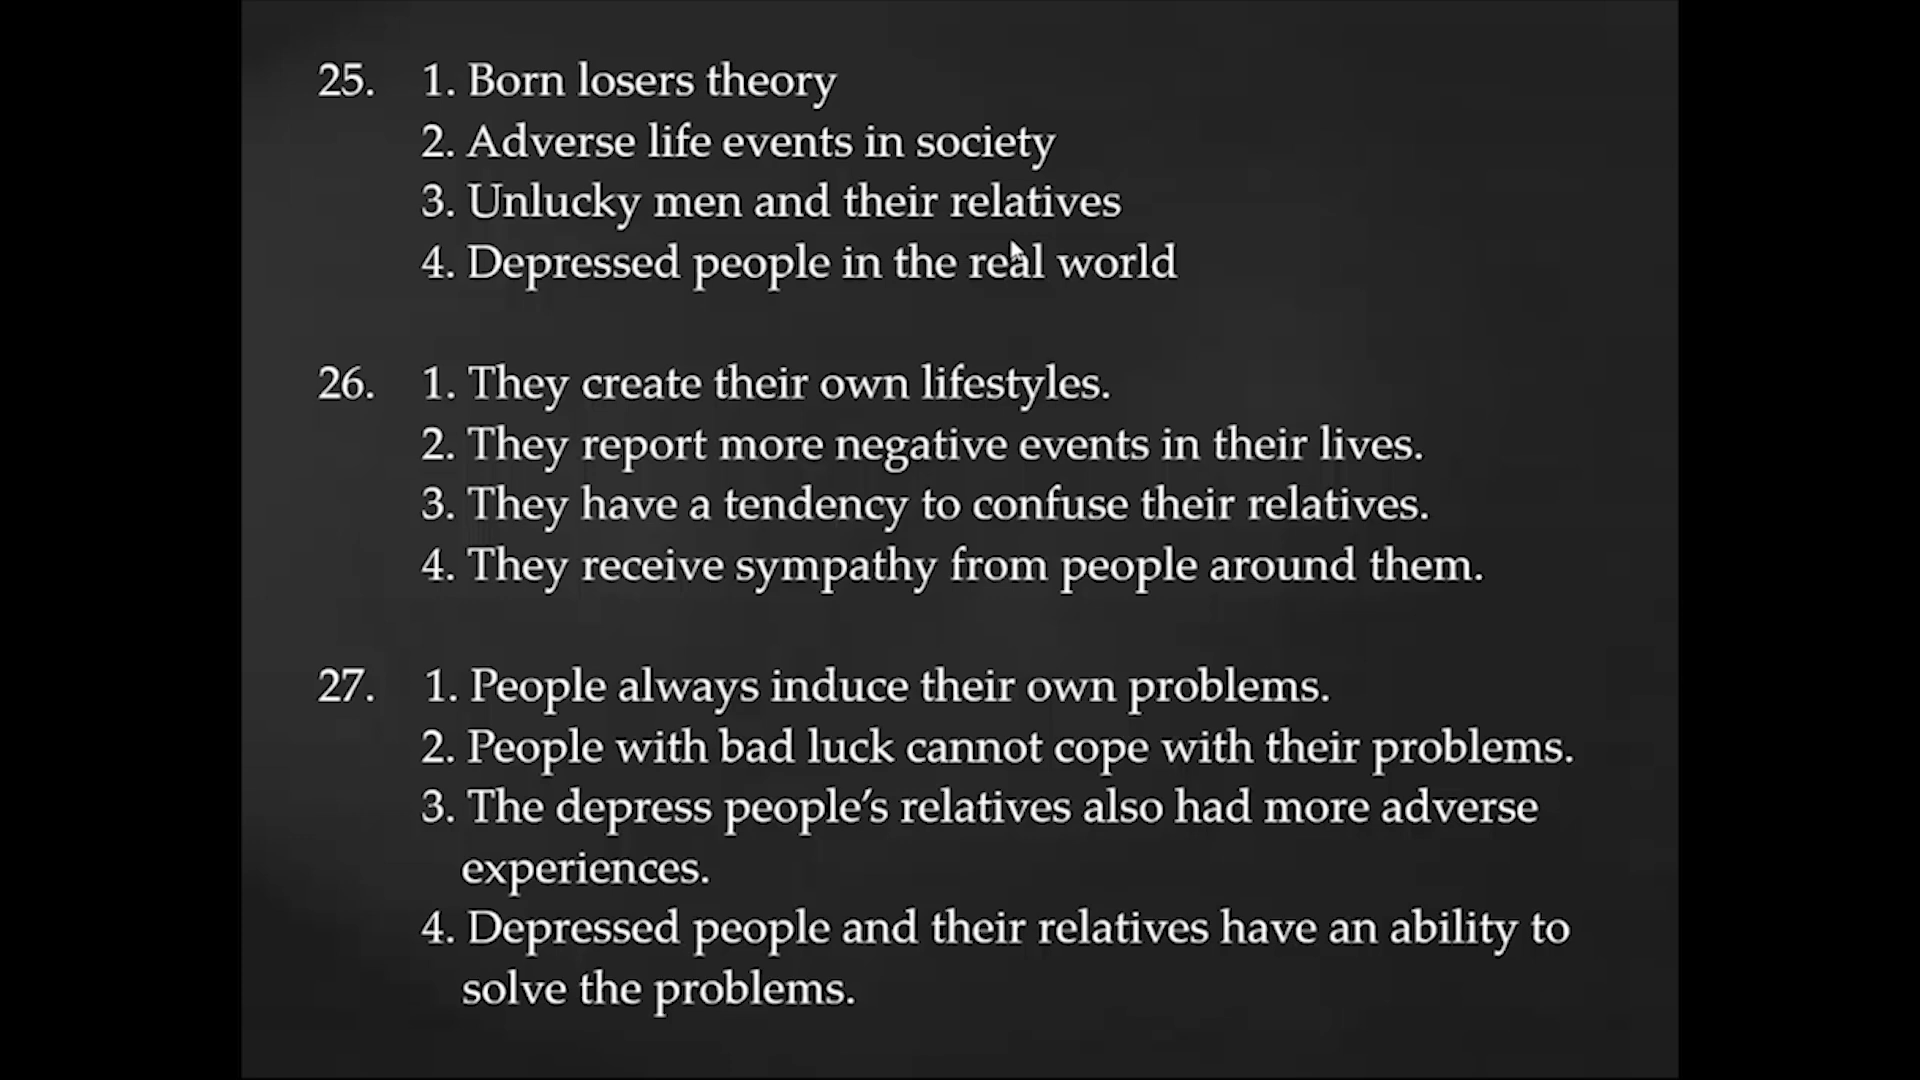 25. 1. Born losers theory
2. Adverse life events in society
3. Unlucky men and their relatives
4. Depressed people in the real world
26. 1. They create their own lifestyles.
2. They report more negative events in their lives.
3. They have a tendency to confuse their relatives.
4. They receive sympathy from people around them.
27. 1. People always induce their own problems.
2. People with bad luck cannot cope with their problems.
3. The depress people’s relatives also had more adverse
experiences.
4. Depressed people and their relatives have an ability to
solve the problems.